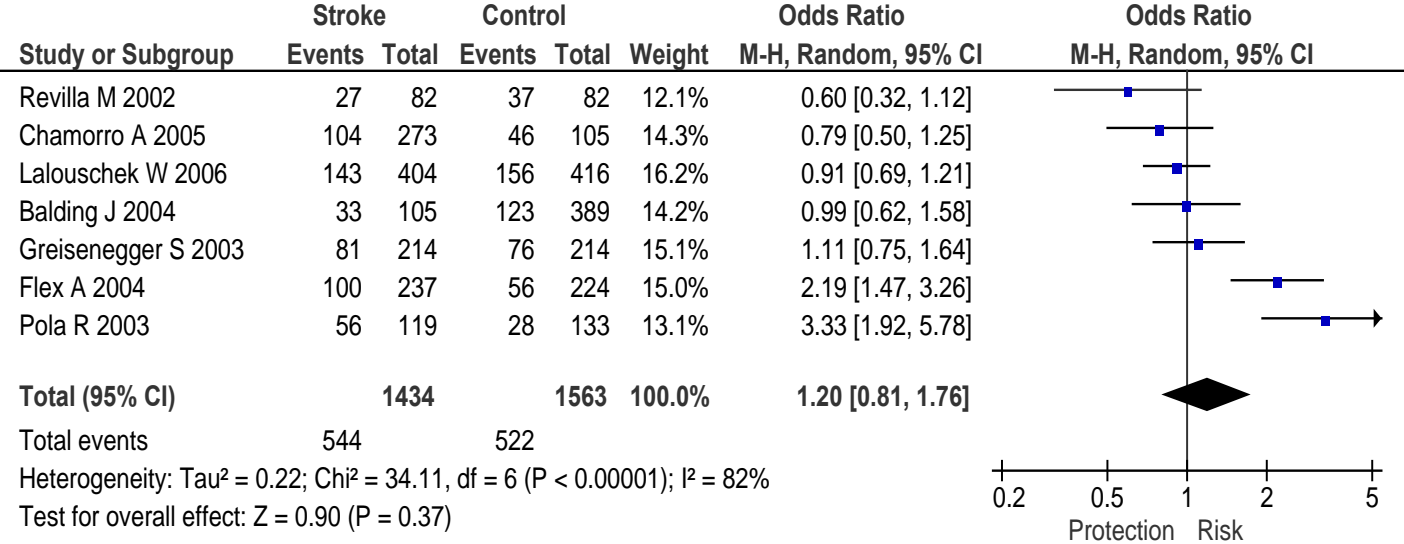 Stroke Control Odds Ratio Odds Ratio
Study or Subgroup Events Total Events Total Weight M-H, Random, 95% CI M-H, Random, 95% CI
Revilla M 2002 27 82 37 82 12.1% 0.60 [0.32, 1.12]
Chamorro A 2005 104 273 46 105 14.3% 0.79 [0.50, 1.25]
Lalouschek W 2006 143 404 156 416 16.2% 0.91 [0.69, 1.21]
Balding J 2004 33 105 123 389 14.2% 0.99 [0.62, 1.58]
Greisenegger S 2003 81 214 76 214 15.1% 1.11 [0.75, 1.64]
Flex A 2004 100 237 56 224 15.0% 2.19 [1.47, 3.26]
Pola R 2003 56 119 28 133 13.1% 3.33 [1.92, 5.78]
Total (95% CI) 1434 1563 100.0% 1.20 [0.81, 1.76]
Total events 544 522
Heterogeneity: Tau² = 0.22; Chi² = 34.11, df = 6 (P < 0.00001); I² = 82%
Test for overall effect: Z = 0.90 (P = 0.37)
0.2 0.5 1 2 5
Protection Risk